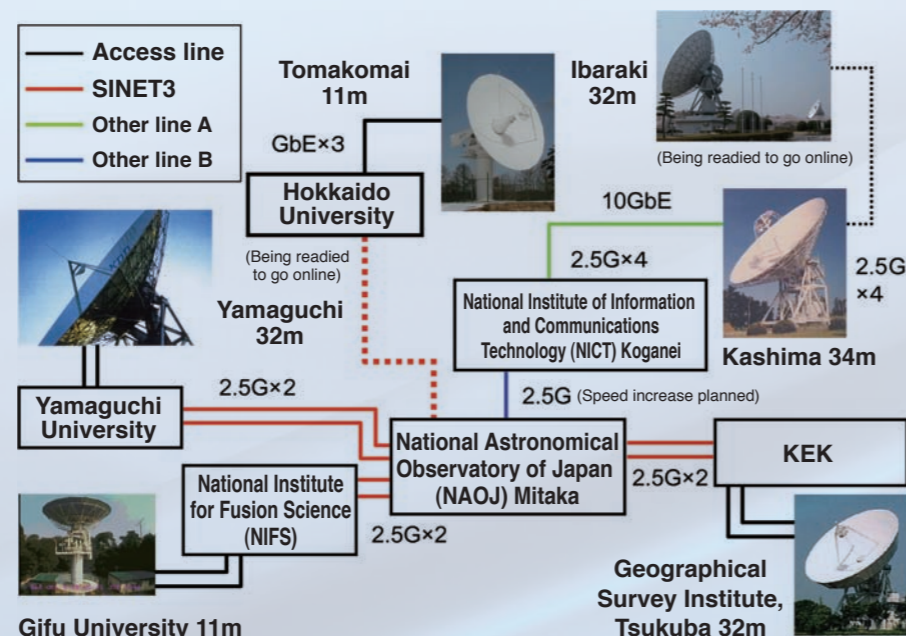 Access line
SINET3
Other line A
Other line B
Tomakomai
11m
GbE×3
Hokkaido
University
(Being readied
to go online)
Ibaraki
32m
(Being readied to go online)
10GbE
2.5G×4
2.5G
×4
National Institute of Information
and Communications
Technology (NICT) Koganei
Kashima 34m
Yamaguchi
32m
2.5G×2
Yamaguchi
University
2.5G (Speed increase planned)
National Astronomical
Observatory of Japan
(NAOJ) Mitaka
2.5G×2
KEK
National Institute
for Fusion Science
(NIFS)
2.5G×2
Gifu University 11m
Geographical
Survey Institute,
Tsukuba 32m